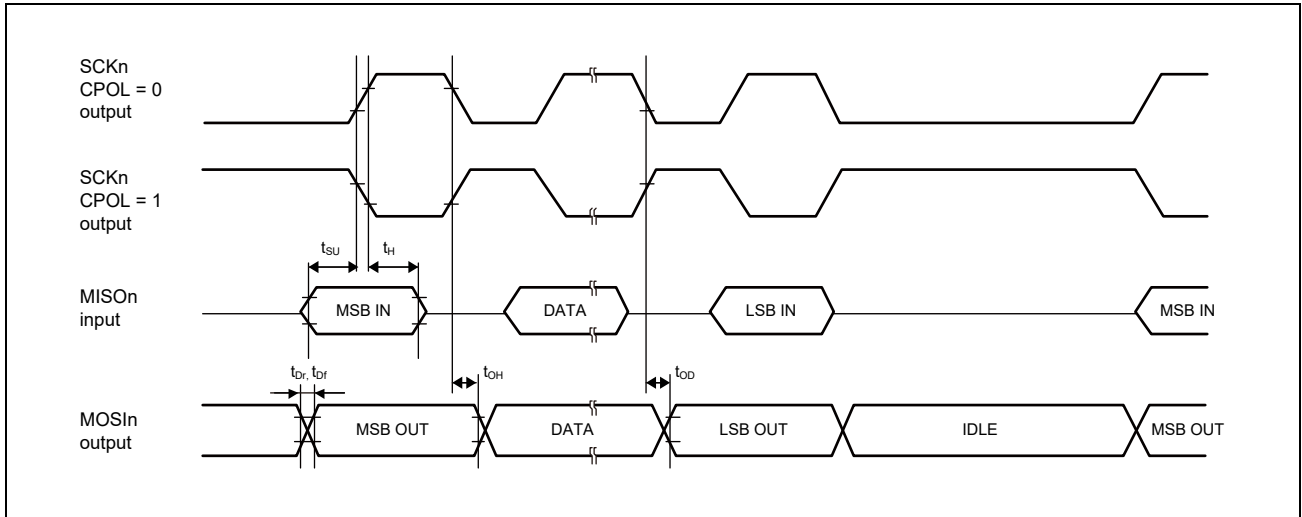 SCKn
CPOL = 0
output
SCKn
CPOL = 1
output
tSU
tH
MISOn
input
MSB IN
DATA
LSB IN
MSB IN
tDr, tDf
tOH
tOD
MOSIn
output
MSB OUT
DATA
LSB OUT
IDLE
MSB OUT